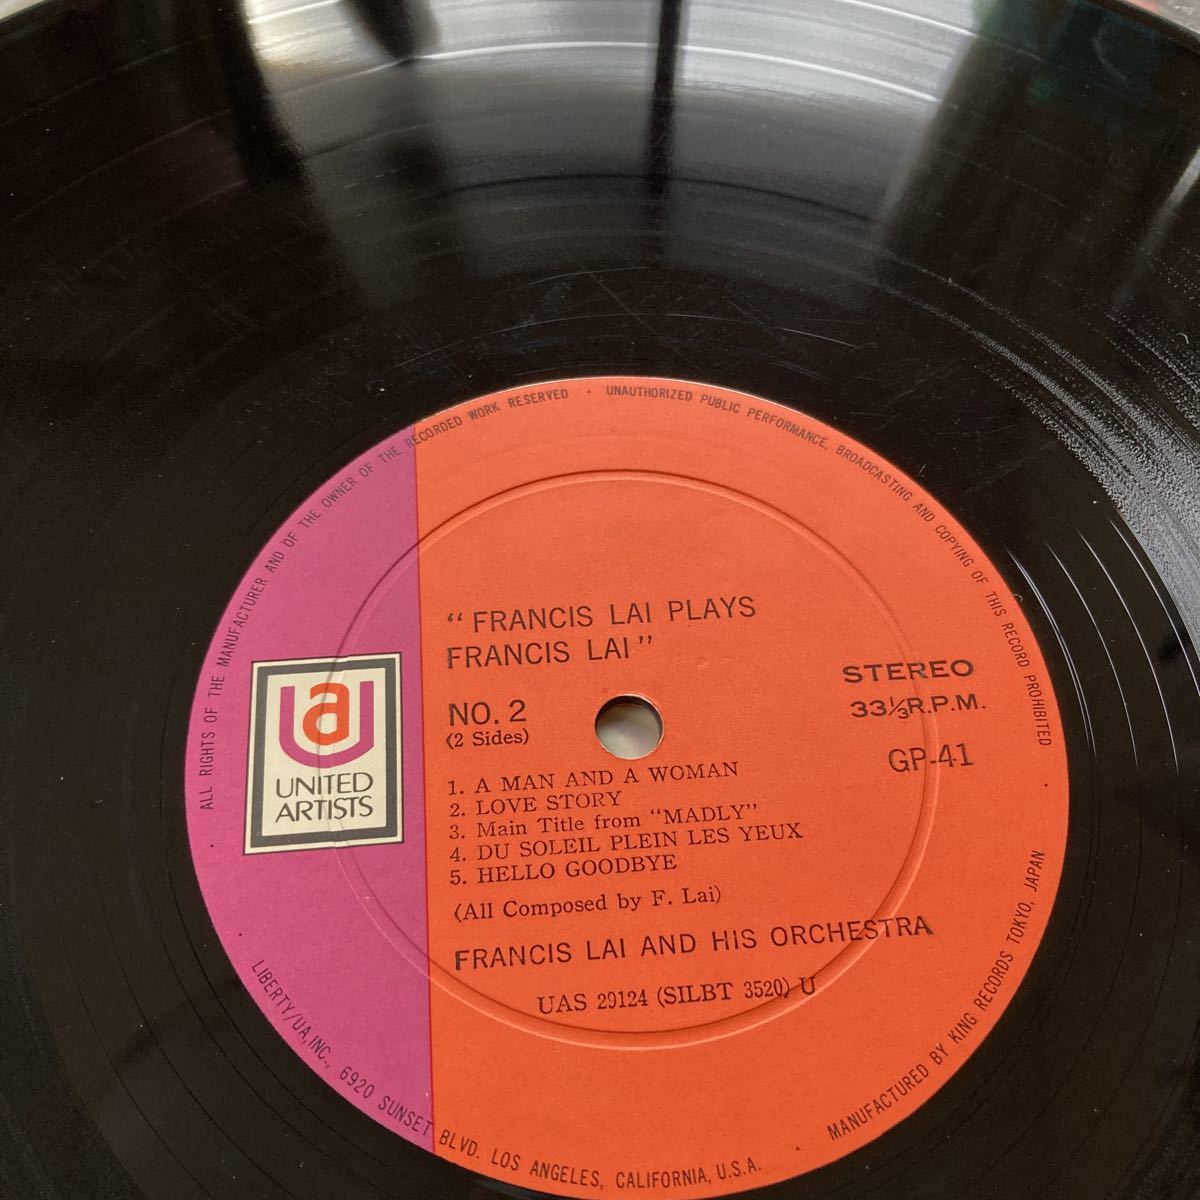 ALL RIGHTS OF THE MANUFACTURER AND OF THE OWNER OF THE RECORDED WORK RESERVED · UNAUTHORIZED PUBLIC PERFORMANCE, BROADCASTING AND COPYING OF THIS RECORD PROHIBITED
"FRANCIS LAI PLAYS
FRANCIS LAI"
STEREO
33⅓R.P.M.
GP-41
NO. 2
(2 Sides)
ua
UNITED
ARTISTS
1. A MAN AND A WOMAN
2. LOVE STORY
3. Main Title from "MADLY"
4. DU SOLEIL PLEIN LES YEUX
5. HELLO GOODBYE
(All Composed by F. Lai)
FRANCIS LAI AND HIS ORCHESTRA
UAS 29124 (SILBT 3520) U
· LIBERTY/UA, INC., 6920 SUNSET BLVD. LOS ANGELES, CALIFORNIA, U.S.A. · MANUFACTURED BY KING RECORDS TOKYO, JAPAN